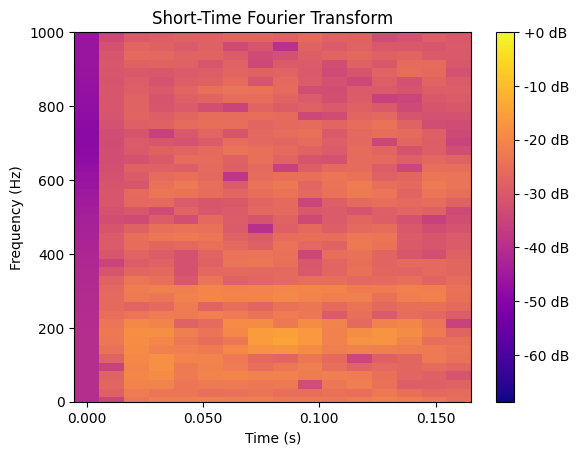 Short-Time Fourier Transform
1000
800
600
400
200
0
Frequency (Hz)
0.000
0.050
0.100
0.150
Time (s)
+0 dB
-10 dB
-20 dB
-30 dB
-40 dB
-50 dB
-60 dB